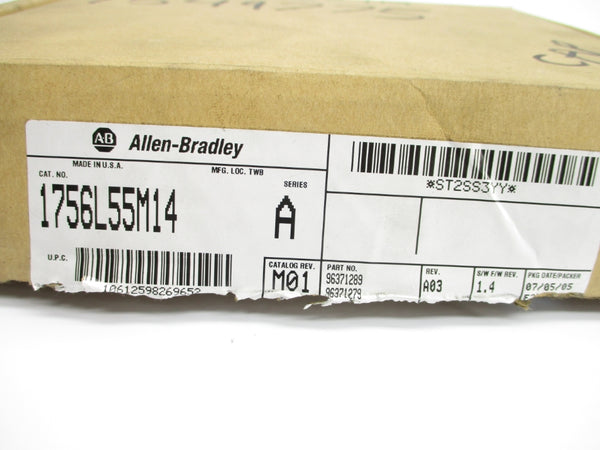 AB Allen-Bradley
MADE IN U.S.A. MFG. LOC. TWB
CAT. NO. SERIES
1756L55M14 A
*ST2SS3YY*
U.P.C.
10612598269652
CATALOG REV. M01
PART NO. 96371289
96371279
REV. A03
S/W F/W REV. 1.4
PKG DATE/PACKER
07/05/05